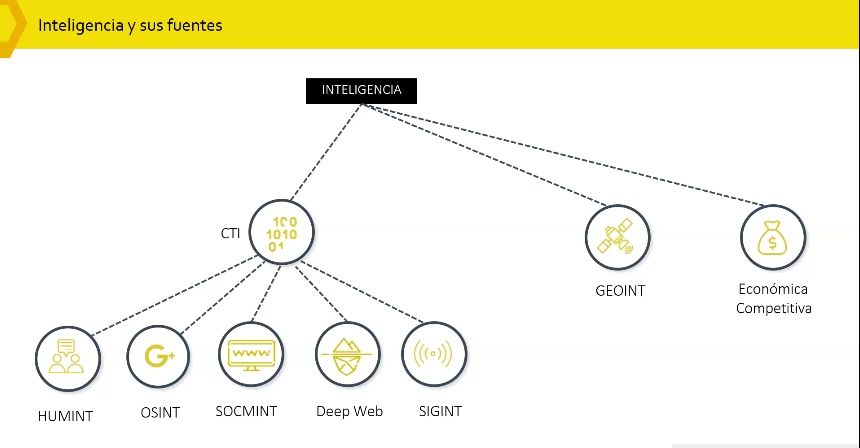 Inteligencia y sus fuentes
INTELIGENCIA
CTI
100
1010
01
GEOINT
Económica
Competitiva
G+
www
HUMINT
OSINT
SOCMINT
Deep Web
SIGINT
$